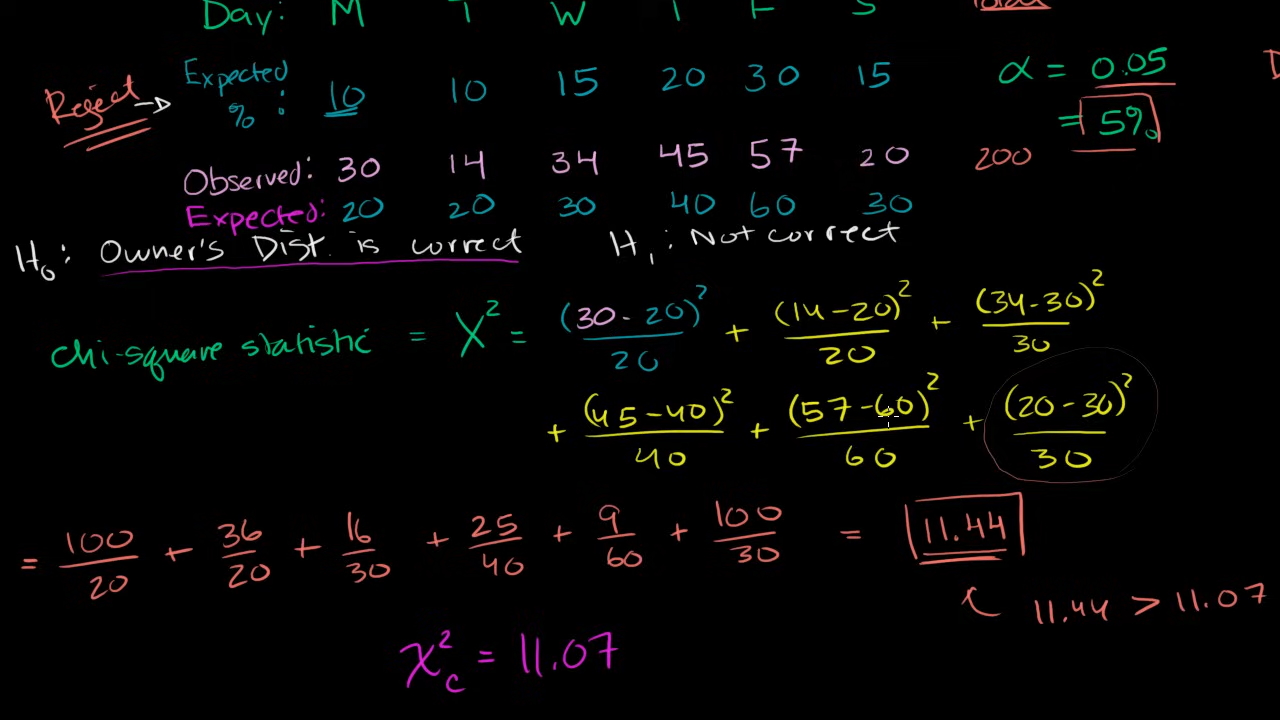 Day: M T W T F S Total
Reject → Expected %: 10 10 15 20 30 15
α = 0.05
= 5%
Observed: 30 14 34 45 57 20 200
Expected: 20 20 30 40 60 30
H₀: Owner's Dist. is correct H₁: Not correct
chi-square statistic = X² = (30-20)²/20 + (14-20)²/20 + (34-30)²/30
+ (45-40)²/40 + (57-60)²/60 + (20-30)²/30
= 100/20 + 36/20 + 16/30 + 25/40 + 9/60 + 100/30 = 11.44
11.44 > 11.07
χ²c = 11.07